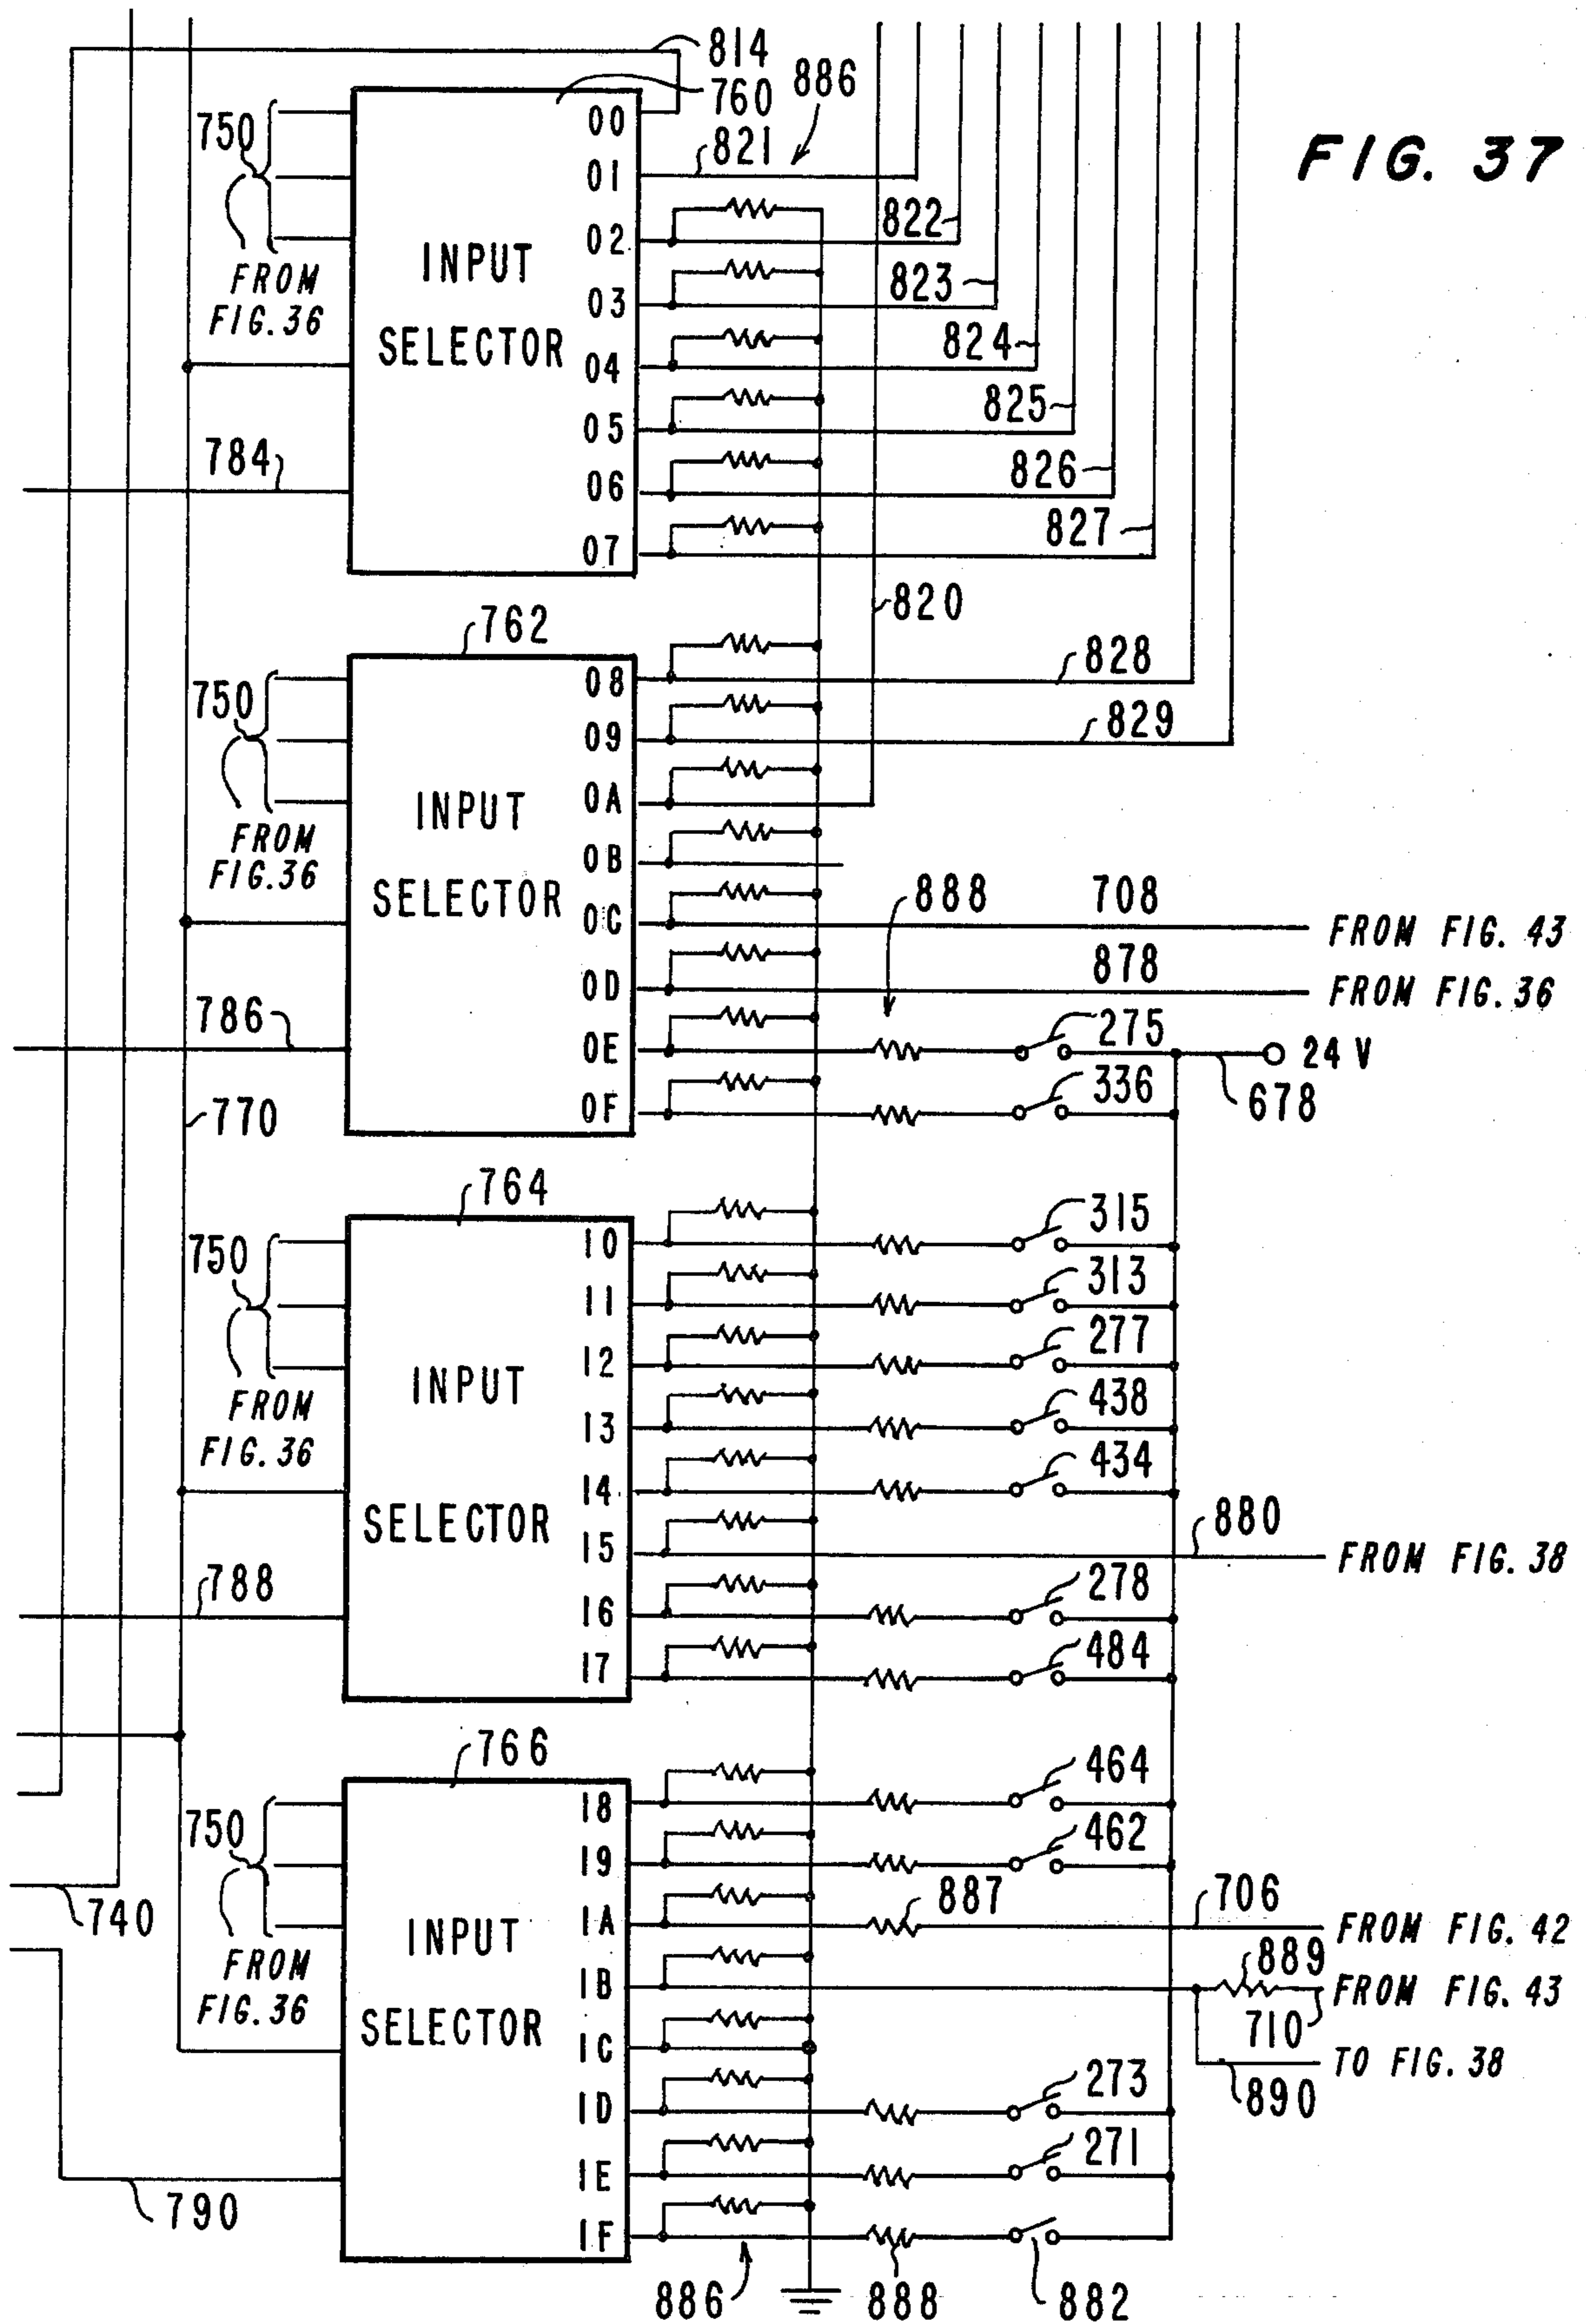 814
760
886
FIG. 37
750
00
821
01
822
02
INPUT
FROM
FIG. 36
823
03
SELECTOR
824
04
825
05
784
826
06
827
07
820
762
828
750
08
829
09
INPUT
0A
FROM
FIG. 36
0B
SELECTOR
888
708
0C
FROM FIG. 43
878
0D
FROM FIG. 36
786
275
0E
24 V
336
678
0F
770
764
315
750
10
313
11
277
INPUT
12
FROM
FIG. 36
438
13
434
14
SELECTOR
880
15
FROM FIG. 38
788
278
16
484
17
766
464
750
18
462
19
740
887
706
INPUT
1A
FROM FIG. 42
FROM
FIG. 36
889
1B
FROM FIG. 43
710
SELECTOR
1C
TO FIG. 38
273
890
1D
271
1E
790
1F
886
888
882